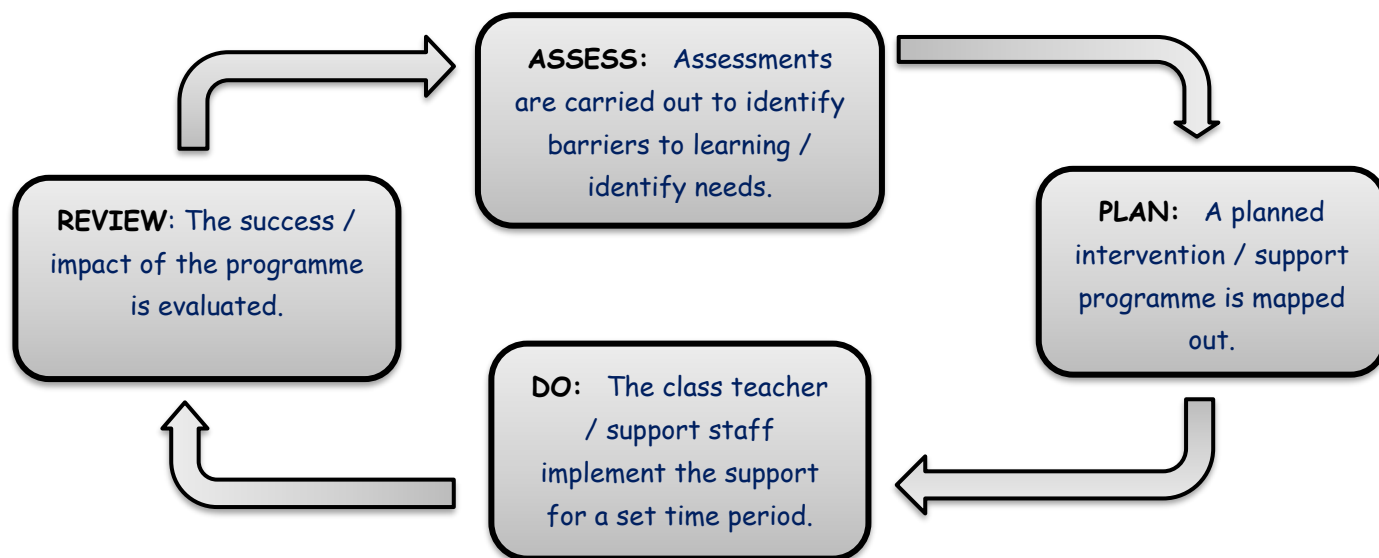 ASSESS: Assessments
are carried out to identify
barriers to learning /
identify needs.
PLAN: A planned
intervention / support
programme is mapped
out.
DO: The class teacher
/ support staff
implement the support
for a set time period.
REVIEW: The success /
impact of the programme
is evaluated.